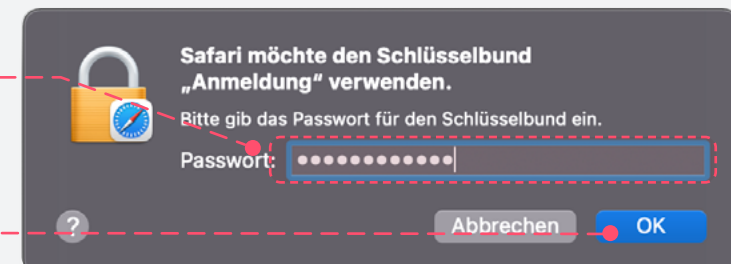 Safari möchte den Schlüsselbund
„Anmeldung“ verwenden.
Bitte gib das Passwort für den Schlüsselbund ein.
Passwort: ••••••••••••
? Abbrechen OK